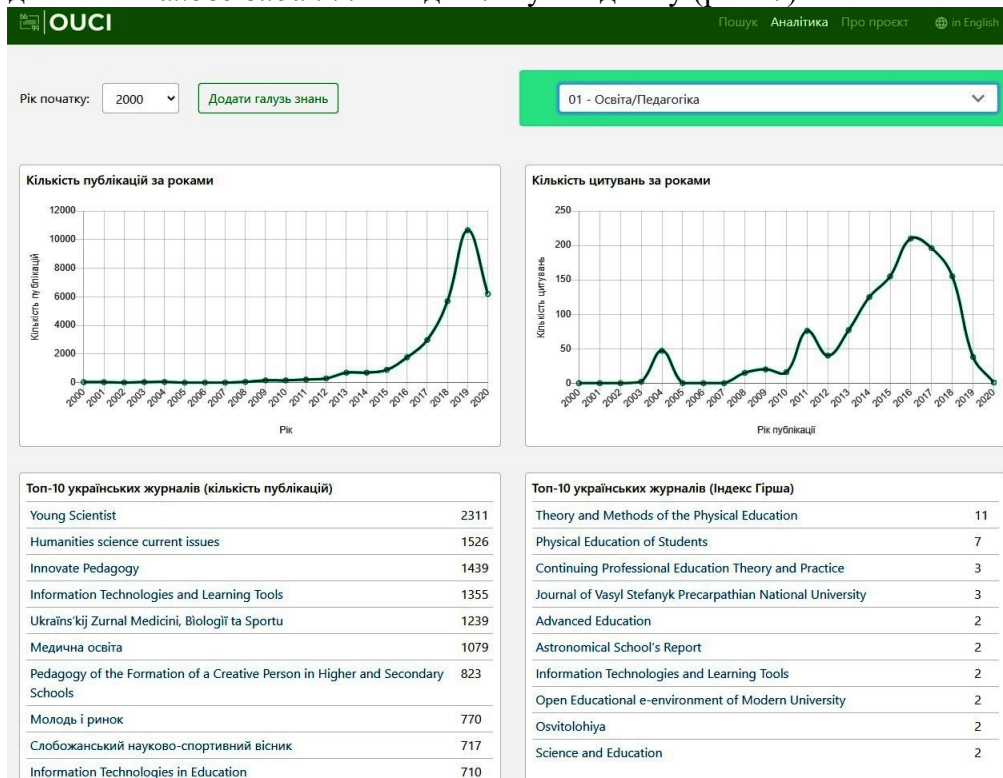 OUCI
Пошук Аналітика Про проєкт in English
Рік початку: 2000 Додати галузь знань
01 - Освіта/Педагогіка
Кількість публікацій за роками
12000
10000
8000
6000
4000
2000
0
Кількість публікацій
2000 2001 2002 2003 2004 2005 2006 2007 2008 2009 2010 2011 2012 2013 2014 2015 2016 2017 2018 2019 2020
Рік
Кількість цитувань за роками
250
200
150
100
50
0
Кількість цитувань
2000 2001 2002 2003 2004 2005 2006 2007 2008 2009 2010 2011 2012 2013 2014 2015 2016 2017 2018 2019 2020
Рік публікації
Топ-10 українських журналів (кількість публікацій)
Young Scientist 2311
Humanities science current issues 1526
Innovate Pedagogy 1439
Information Technologies and Learning Tools 1355
Ukraïns'kij Zurnal Medicini, Bìologìï ta Sportu 1239
Медична освіта 1079
Pedagogy of the Formation of a Creative Person in Higher and Secondary 823
Schools
Молодь і ринок 770
Слобожанський науково-спортивний вісник 717
Information Technologies in Education 710
Топ-10 українських журналів (Індекс Гірша)
Theory and Methods of the Physical Education 11
Physical Education of Students 7
Continuing Professional Education Theory and Practice 3
Journal of Vasyl Stefanyk Precarpathian National University 3
Advanced Education 2
Astronomical School's Report 2
Information Technologies and Learning Tools 2
Open Educational e-environment of Modern University 2
Osvitolohiya 2
Science and Education 2